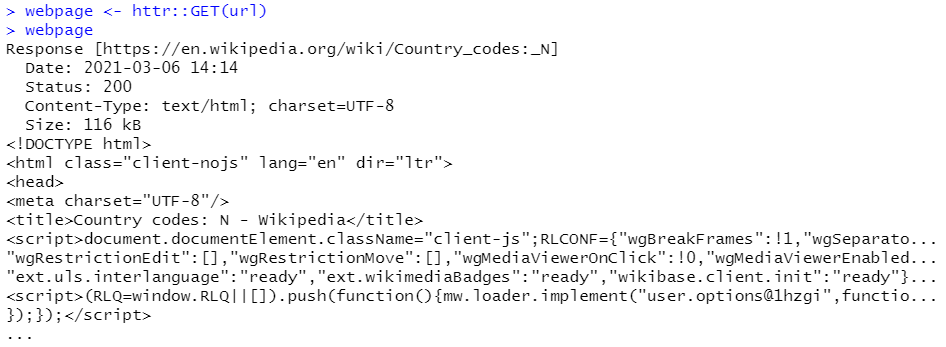 > webpage <- httr::GET(url)
> webpage
Response [https://en.wikipedia.org/wiki/Country_codes:_N]
  Date: 2021-03-06 14:14
  Status: 200
  Content-Type: text/html; charset=UTF-8
  Size: 116 kB
<!DOCTYPE html>
<html class="client-nojs" lang="en" dir="ltr">
<head>
<meta charset="UTF-8"/>
<title>Country codes: N - Wikipedia</title>
<script>document.documentElement.className="client-js";RLCONF={"wgBreakFrames":!1,"wgSeparato...
"wgRestrictionEdit":[],"wgRestrictionMove":[],"wgMediaViewerOnClick":!0,"wgMediaViewerEnabled...
"ext.uls.interlanguage":"ready","ext.wikimediaBadges":"ready","wikibase.client.init":"ready"}...
<script>(RLQ=window.RLQ||[]).push(function(){mw.loader.implement("user.options@1hzgi",functio...
});});</script>
...